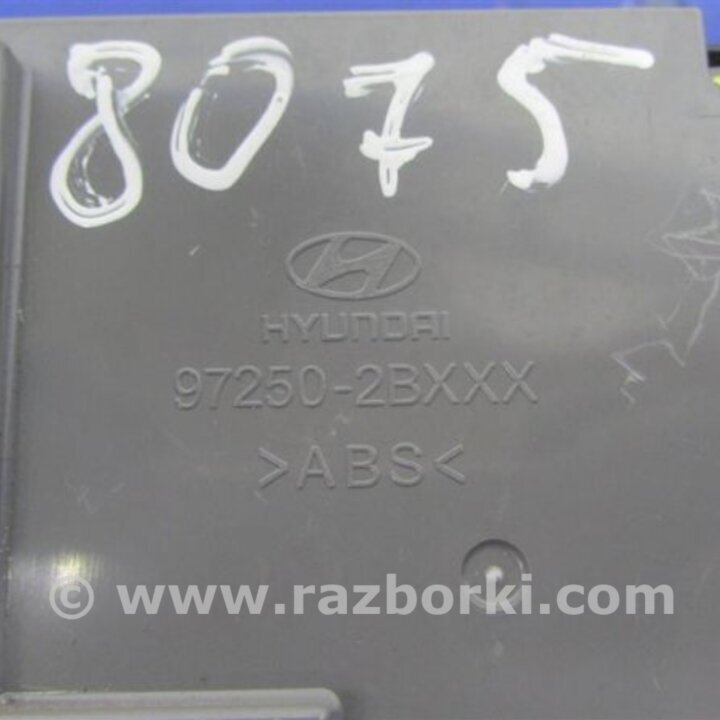 8075
HYUNDAI
97250-2BXXX
>ABS<
© www.razborki.com